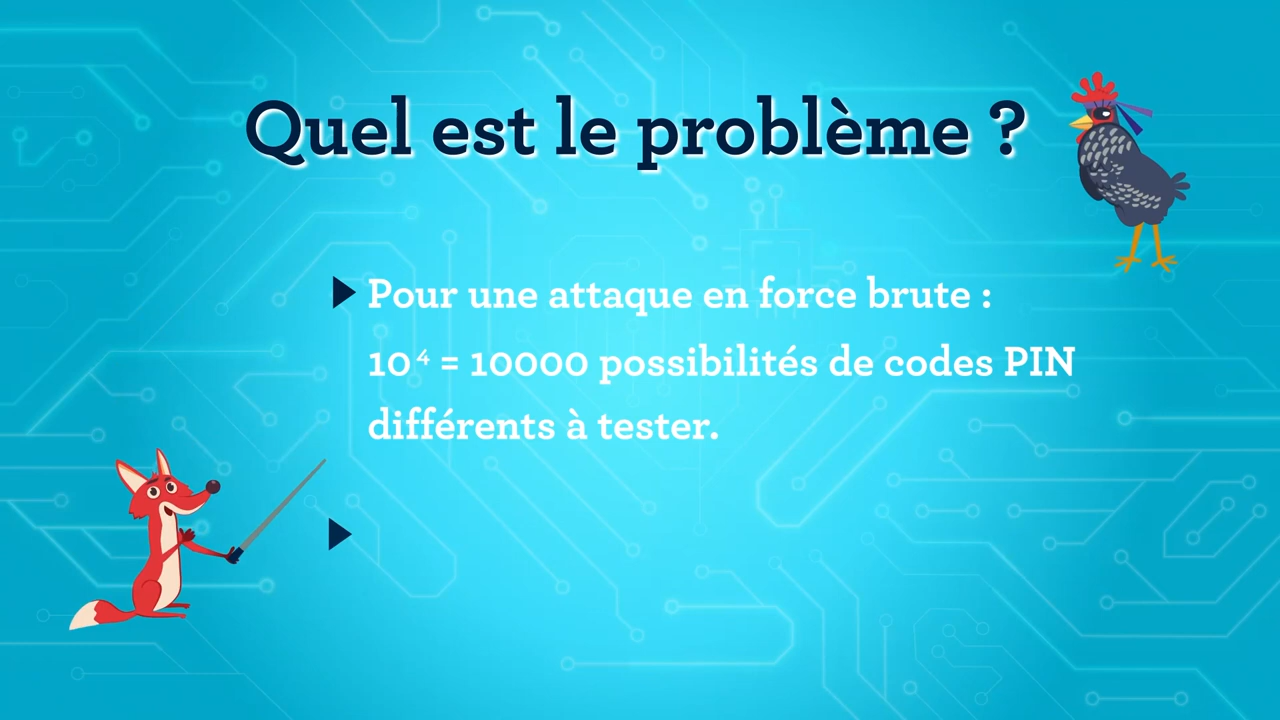 Quel est le problème ?
Pour une attaque en force brute :
10⁴ = 10000 possibilités de codes PIN
différents à tester.